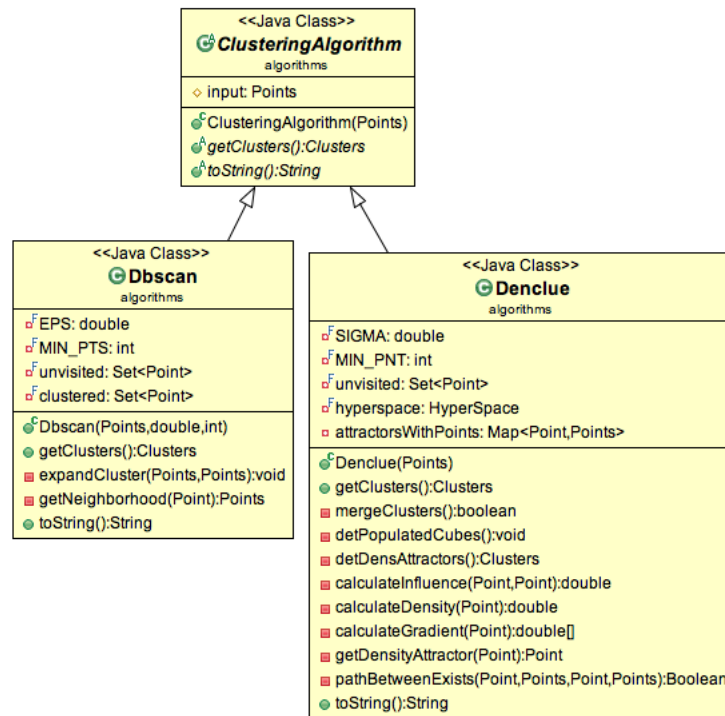 <<Java Class>>
ClusteringAlgorithm
algorithms
input: Points
ClusteringAlgorithm(Points)
getClusters():Clusters
toString():String
<<Java Class>>
Dbscan
algorithms
EPS: double
MIN_PTS: int
unvisited: Set<Point>
clustered: Set<Point>
Dbscan(Points,double,int)
getClusters():Clusters
expandCluster(Points,Points):void
getNeighborhood(Point):Points
toString():String
<<Java Class>>
Denclue
algorithms
SIGMA: double
MIN_PNT: int
unvisited: Set<Point>
hyperspace: HyperSpace
attractorsWithPoints: Map<Point,Points>
Denclue(Points)
getClusters():Clusters
mergeClusters():boolean
detPopulatedCubes():void
detDensAttractors():Clusters
calculateInfluence(Point,Point):double
calculateDensity(Point):double
calculateGradient(Point):double[]
getDensityAttractor(Point):Point
pathBetweenExists(Point,Points,Point,Points):Boolean
toString():String